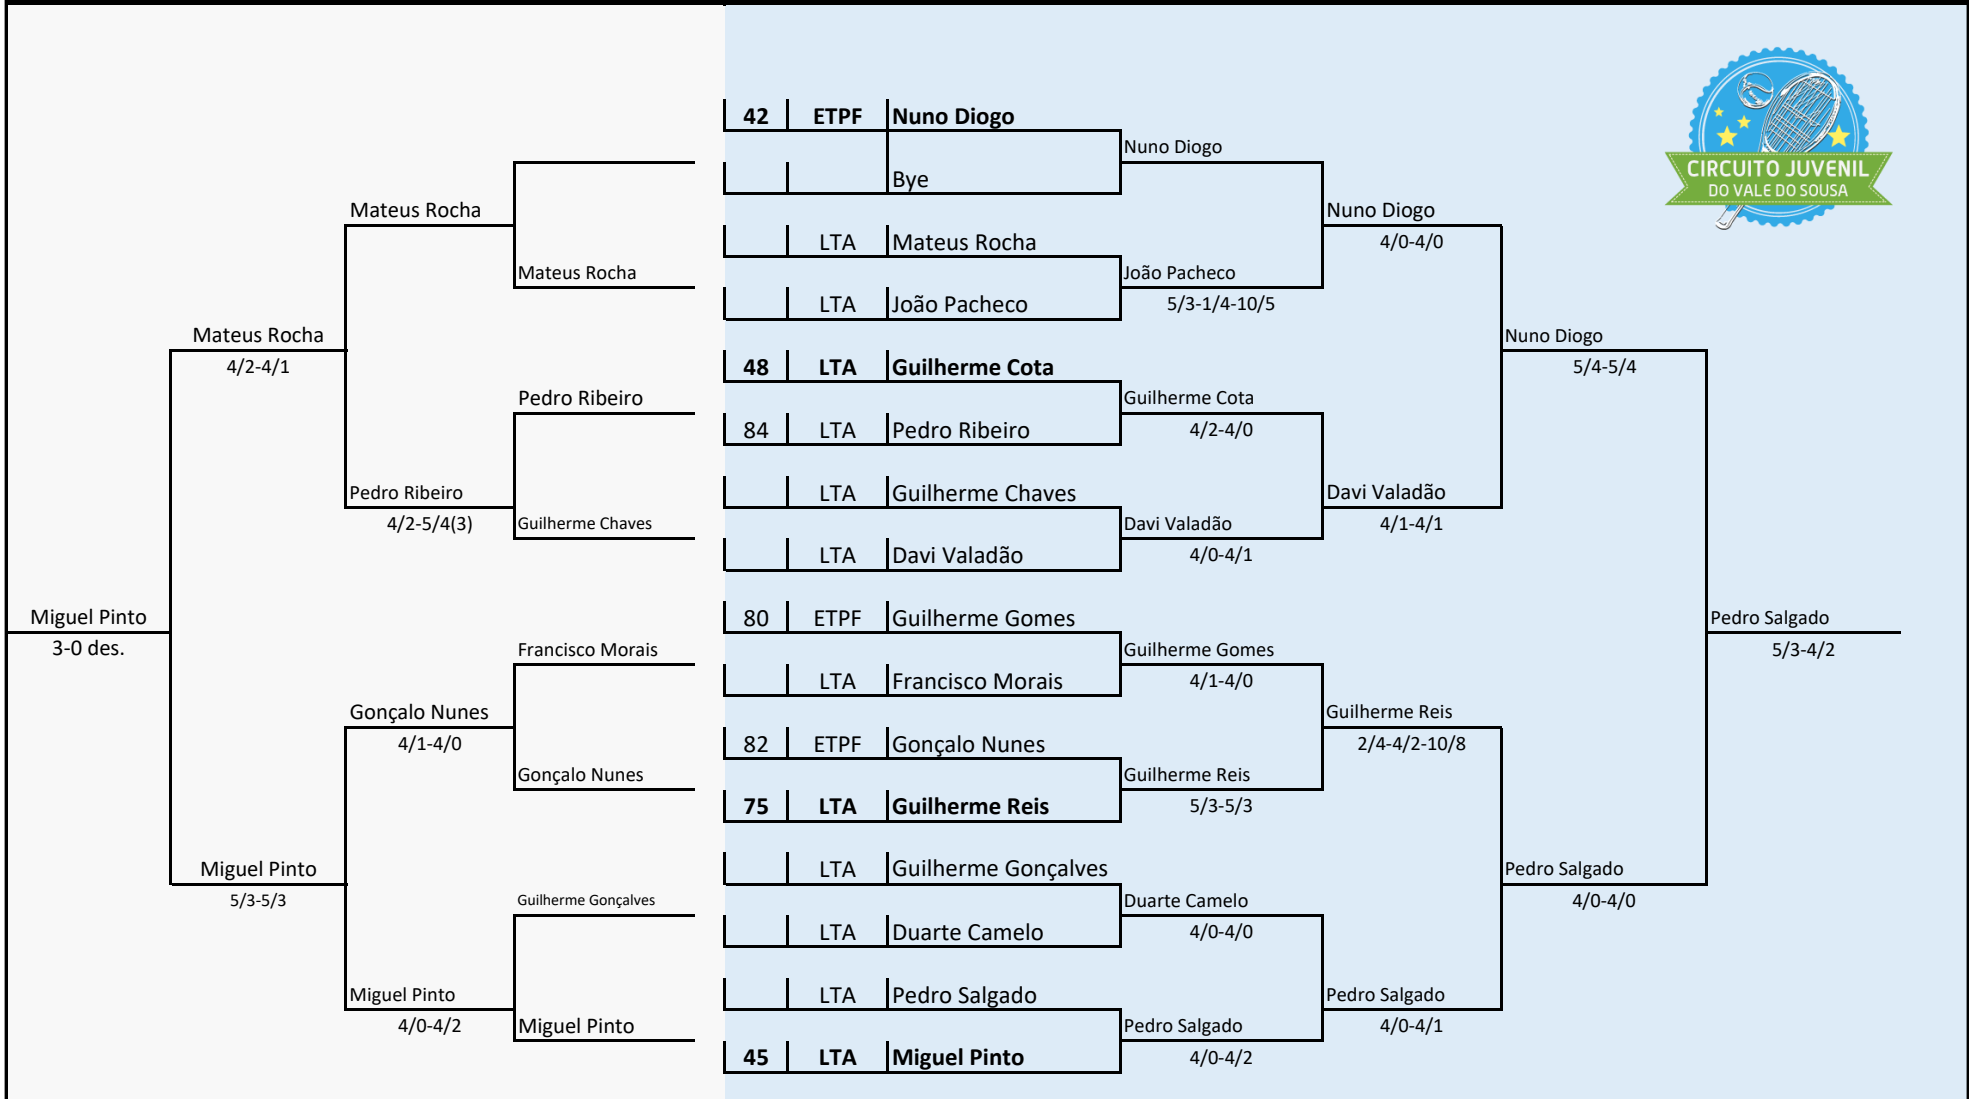 42 ETPF Nuno Diogo
Nuno Diogo
CIRCUITO JUVENIL
DO VALE DO SOUSA
Bye
Mateus Rocha
Nuno Diogo
LTA Mateus Rocha
4/0-4/0
Mateus Rocha
João Pacheco
LTA João Pacheco
5/3-1/4-10/5
Mateus Rocha
Nuno Diogo
4/2-4/1
48 LTA Guilherme Cota
5/4-5/4
Pedro Ribeiro
Guilherme Cota
84 LTA Pedro Ribeiro
4/2-4/0
Pedro Ribeiro
LTA Guilherme Chaves
Davi Valadão
4/2-5/4(3)
Guilherme Chaves
Davi Valadão
4/1-4/1
LTA Davi Valadão
4/0-4/1
Miguel Pinto
80 ETPF Guilherme Gomes
Pedro Salgado
3-0 des.
Francisco Morais
Guilherme Gomes
5/3-4/2
LTA Francisco Morais
4/1-4/0
Gonçalo Nunes
Guilherme Reis
4/1-4/0
82 ETPF Gonçalo Nunes
2/4-4/2-10/8
Gonçalo Nunes
Guilherme Reis
75 LTA Guilherme Reis
5/3-5/3
Miguel Pinto
LTA Guilherme Gonçalves
Pedro Salgado
5/3-5/3
Guilherme Gonçalves
Duarte Camelo
4/0-4/0
LTA Duarte Camelo
4/0-4/0
Miguel Pinto
LTA Pedro Salgado
Pedro Salgado
4/0-4/2
Miguel Pinto
Pedro Salgado
4/0-4/1
45 LTA Miguel Pinto
4/0-4/2